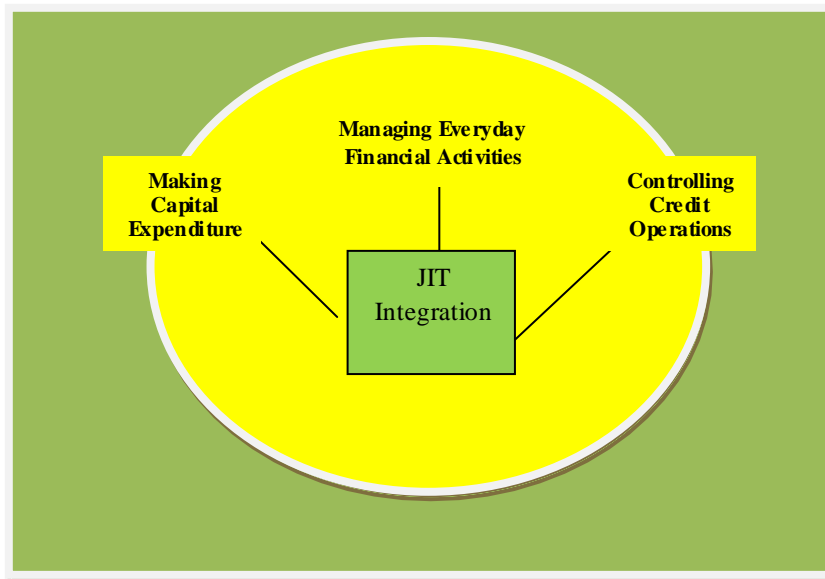 Managing Everyday
Financial Activities
Making
Capital
Expenditure
Controlling
Credit
Operations
JIT
Integration